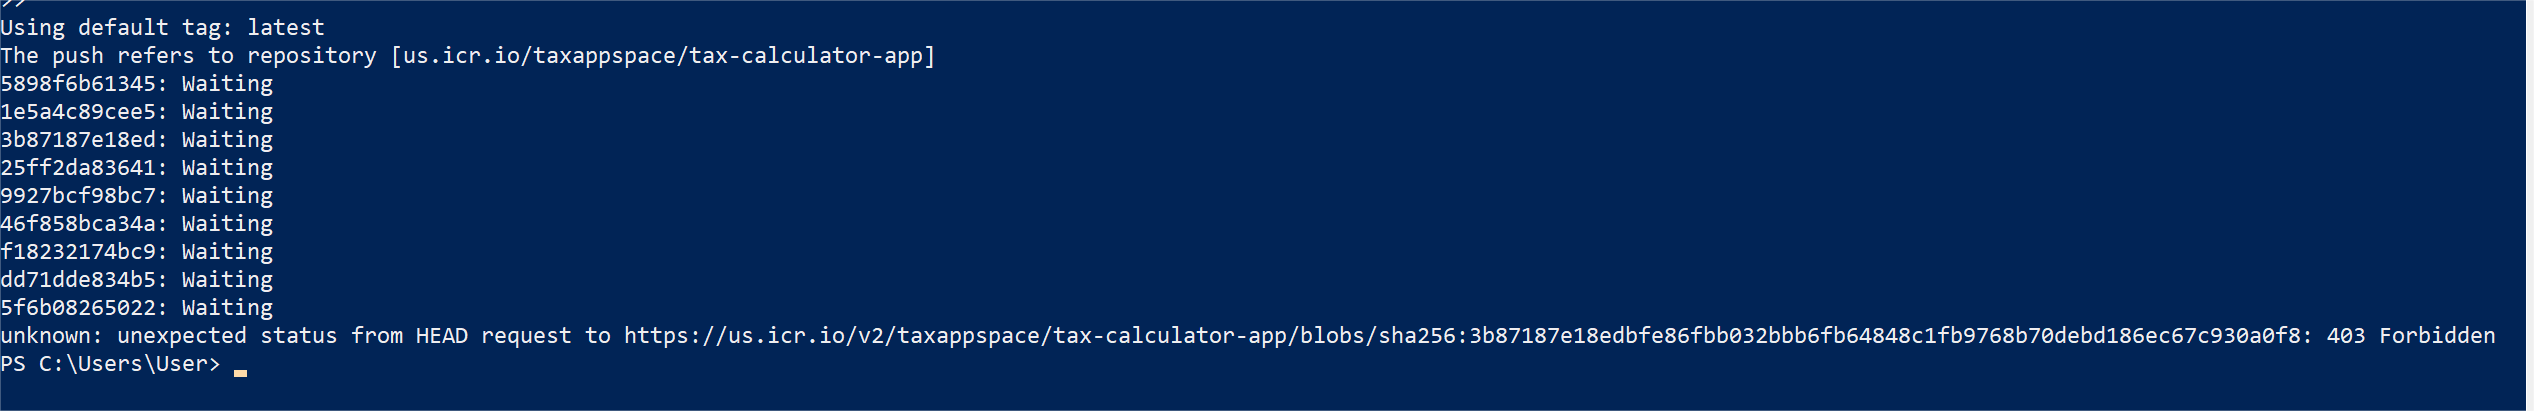 >>
Using default tag: latest
The push refers to repository [us.icr.io/taxappspace/tax-calculator-app]
5898f6b61345: Waiting
1e5a4c89cee5: Waiting
3b87187e18ed: Waiting
25ff2da83641: Waiting
9927bcf98bc7: Waiting
46f858bca34a: Waiting
f18232174bc9: Waiting
dd71dde834b5: Waiting
5f6b08265022: Waiting
unknown: unexpected status from HEAD request to https://us.icr.io/v2/taxappspace/tax-calculator-app/blobs/sha256:3b87187e18edbfe86fbb032bbb6fb64848c1fb9768b70debd186ec67c930a0f8: 403 Forbidden
PS C:\Users\User>